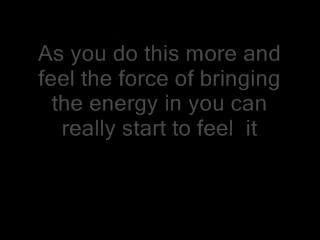 As you do this more and
feel the force of bringing
the energy in you can
really start to feel  it